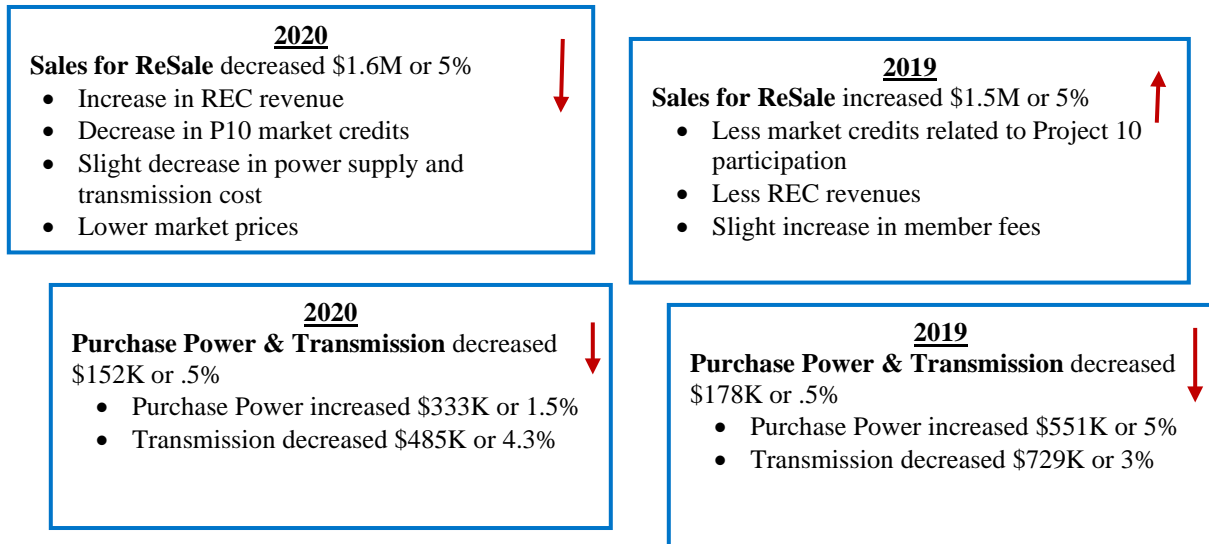 2020
Sales for ReSale decreased $1.6M or 5%
• Increase in REC revenue
• Decrease in P10 market credits
• Slight decrease in power supply and
transmission cost
• Lower market prices
2019
Sales for ReSale increased $1.5M or 5%
• Less market credits related to Project 10
participation
• Less REC revenues
• Slight increase in member fees
2020
Purchase Power & Transmission decreased
$152K or .5%
• Purchase Power increased $333K or 1.5%
• Transmission decreased $485K or 4.3%
2019
Purchase Power & Transmission decreased
$178K or .5%
• Purchase Power increased $551K or 5%
• Transmission decreased $729K or 3%